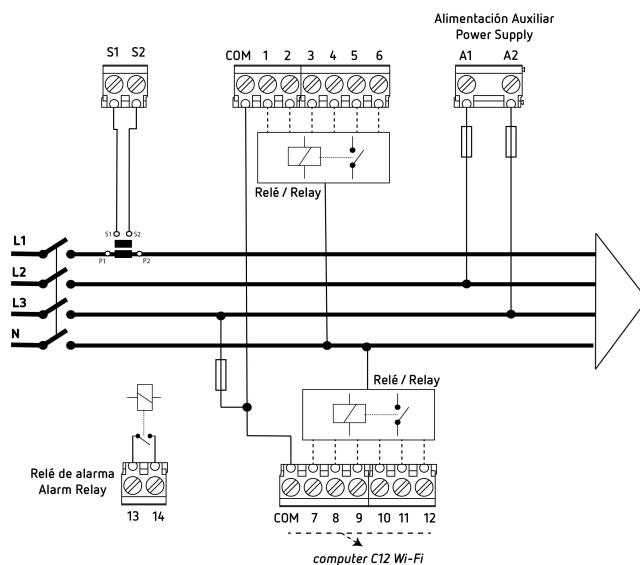 Alimentación Auxiliar
Power Supply
S1 S2
COM 1 2 3 4 5 6
A1 A2
Relé / Relay
S1 S2
L1
P1 P2
L2
L3
N
Relé / Relay
Relé de alarma
Alarm Relay
13 14
COM 7 8 9 10 11 12
computer C12 Wi-Fi